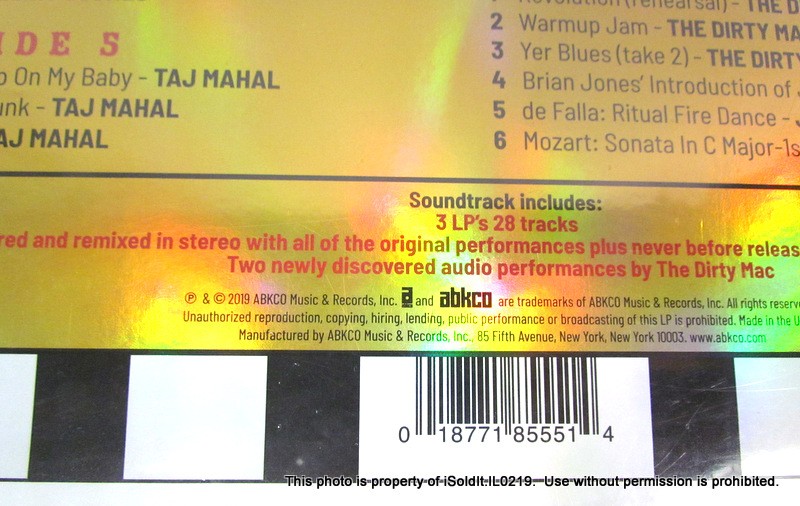 IDE 5
On My Baby - TAJ MAHAL
unk - TAJ MAHAL
AJ MAHAL
1 Revolution (rehearsal) - THE D
2 Warmup Jam - THE DIRTY MA
3 Yer Blues (take 2) - THE DIRTY
4 Brian Jones' Introduction of
5 de Falla: Ritual Fire Dance -
6 Mozart: Sonata In C Major-1s
Soundtrack includes:
3 LP's 28 tracks
red and remixed in stereo with all of the original performances plus never before releas
Two newly discovered audio performances by The Dirty Mac
℗ & © 2019 ABKCO Music & Records, Inc. a and abkco are trademarks of ABKCO Music & Records, Inc. All rights reserve
Unauthorized reproduction, copying, hiring, lending, public performance or broadcasting of this LP is prohibited. Made in the U
Manufactured by ABKCO Music & Records, Inc., 85 Fifth Avenue, New York, New York 10003. www.abkco.com
0 18771 85551 4
This photo is property of iSoldIt.IL0219. Use without permission is prohibited.